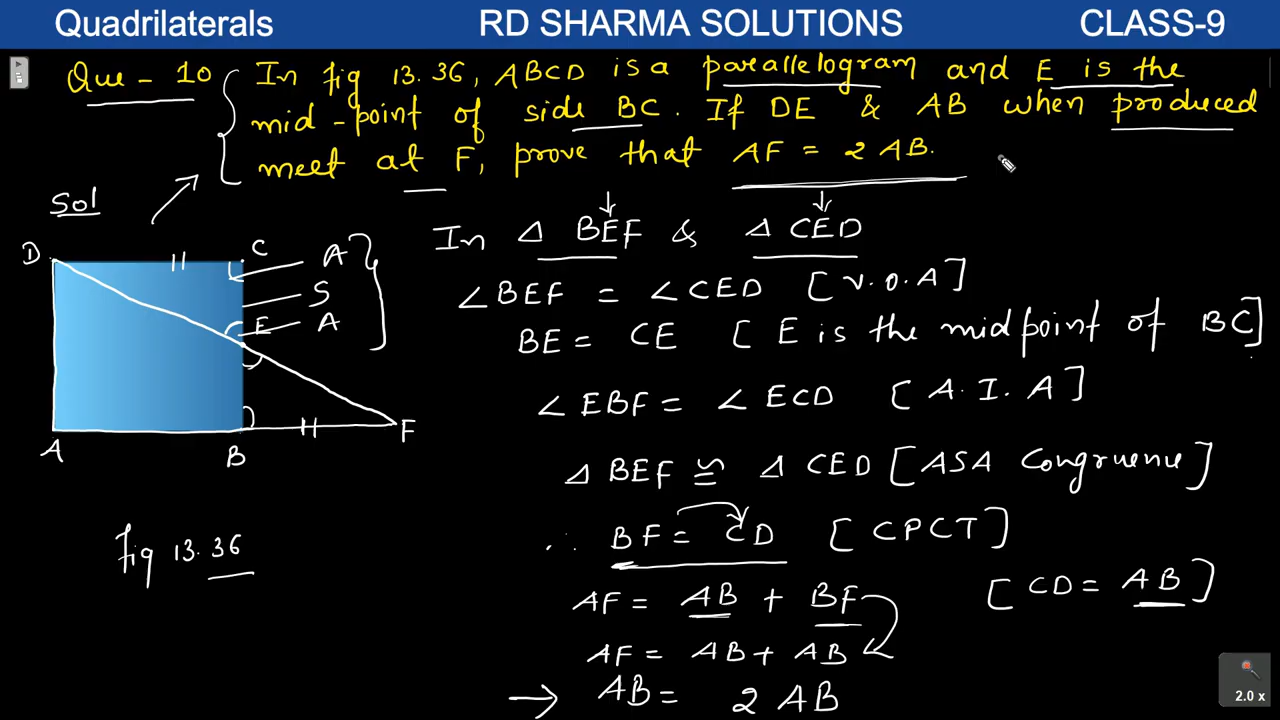 Quadrilaterals RD SHARMA SOLUTIONS CLASS-9
Que - 10 In fig 13.36, ABCD is a parallelogram and E is the
mid-point of side BC. If DE & AB when produced
meet at F, prove that AF = 2 AB.
Sol
D C A
S
E A
A B F
fig 13.36
In Δ BEF & Δ CED
∠BEF = ∠CED [V.O.A]
BE = CE [E is the midpoint of BC]
∠EBF = ∠ECD [A.I.A]
Δ BEF ≅ Δ CED [ASA Congruence]
∴ BF = CD [CPCT]
AF = AB + BF [CD = AB]
AF = AB + AB
→ AB = 2 AB
2.0 x